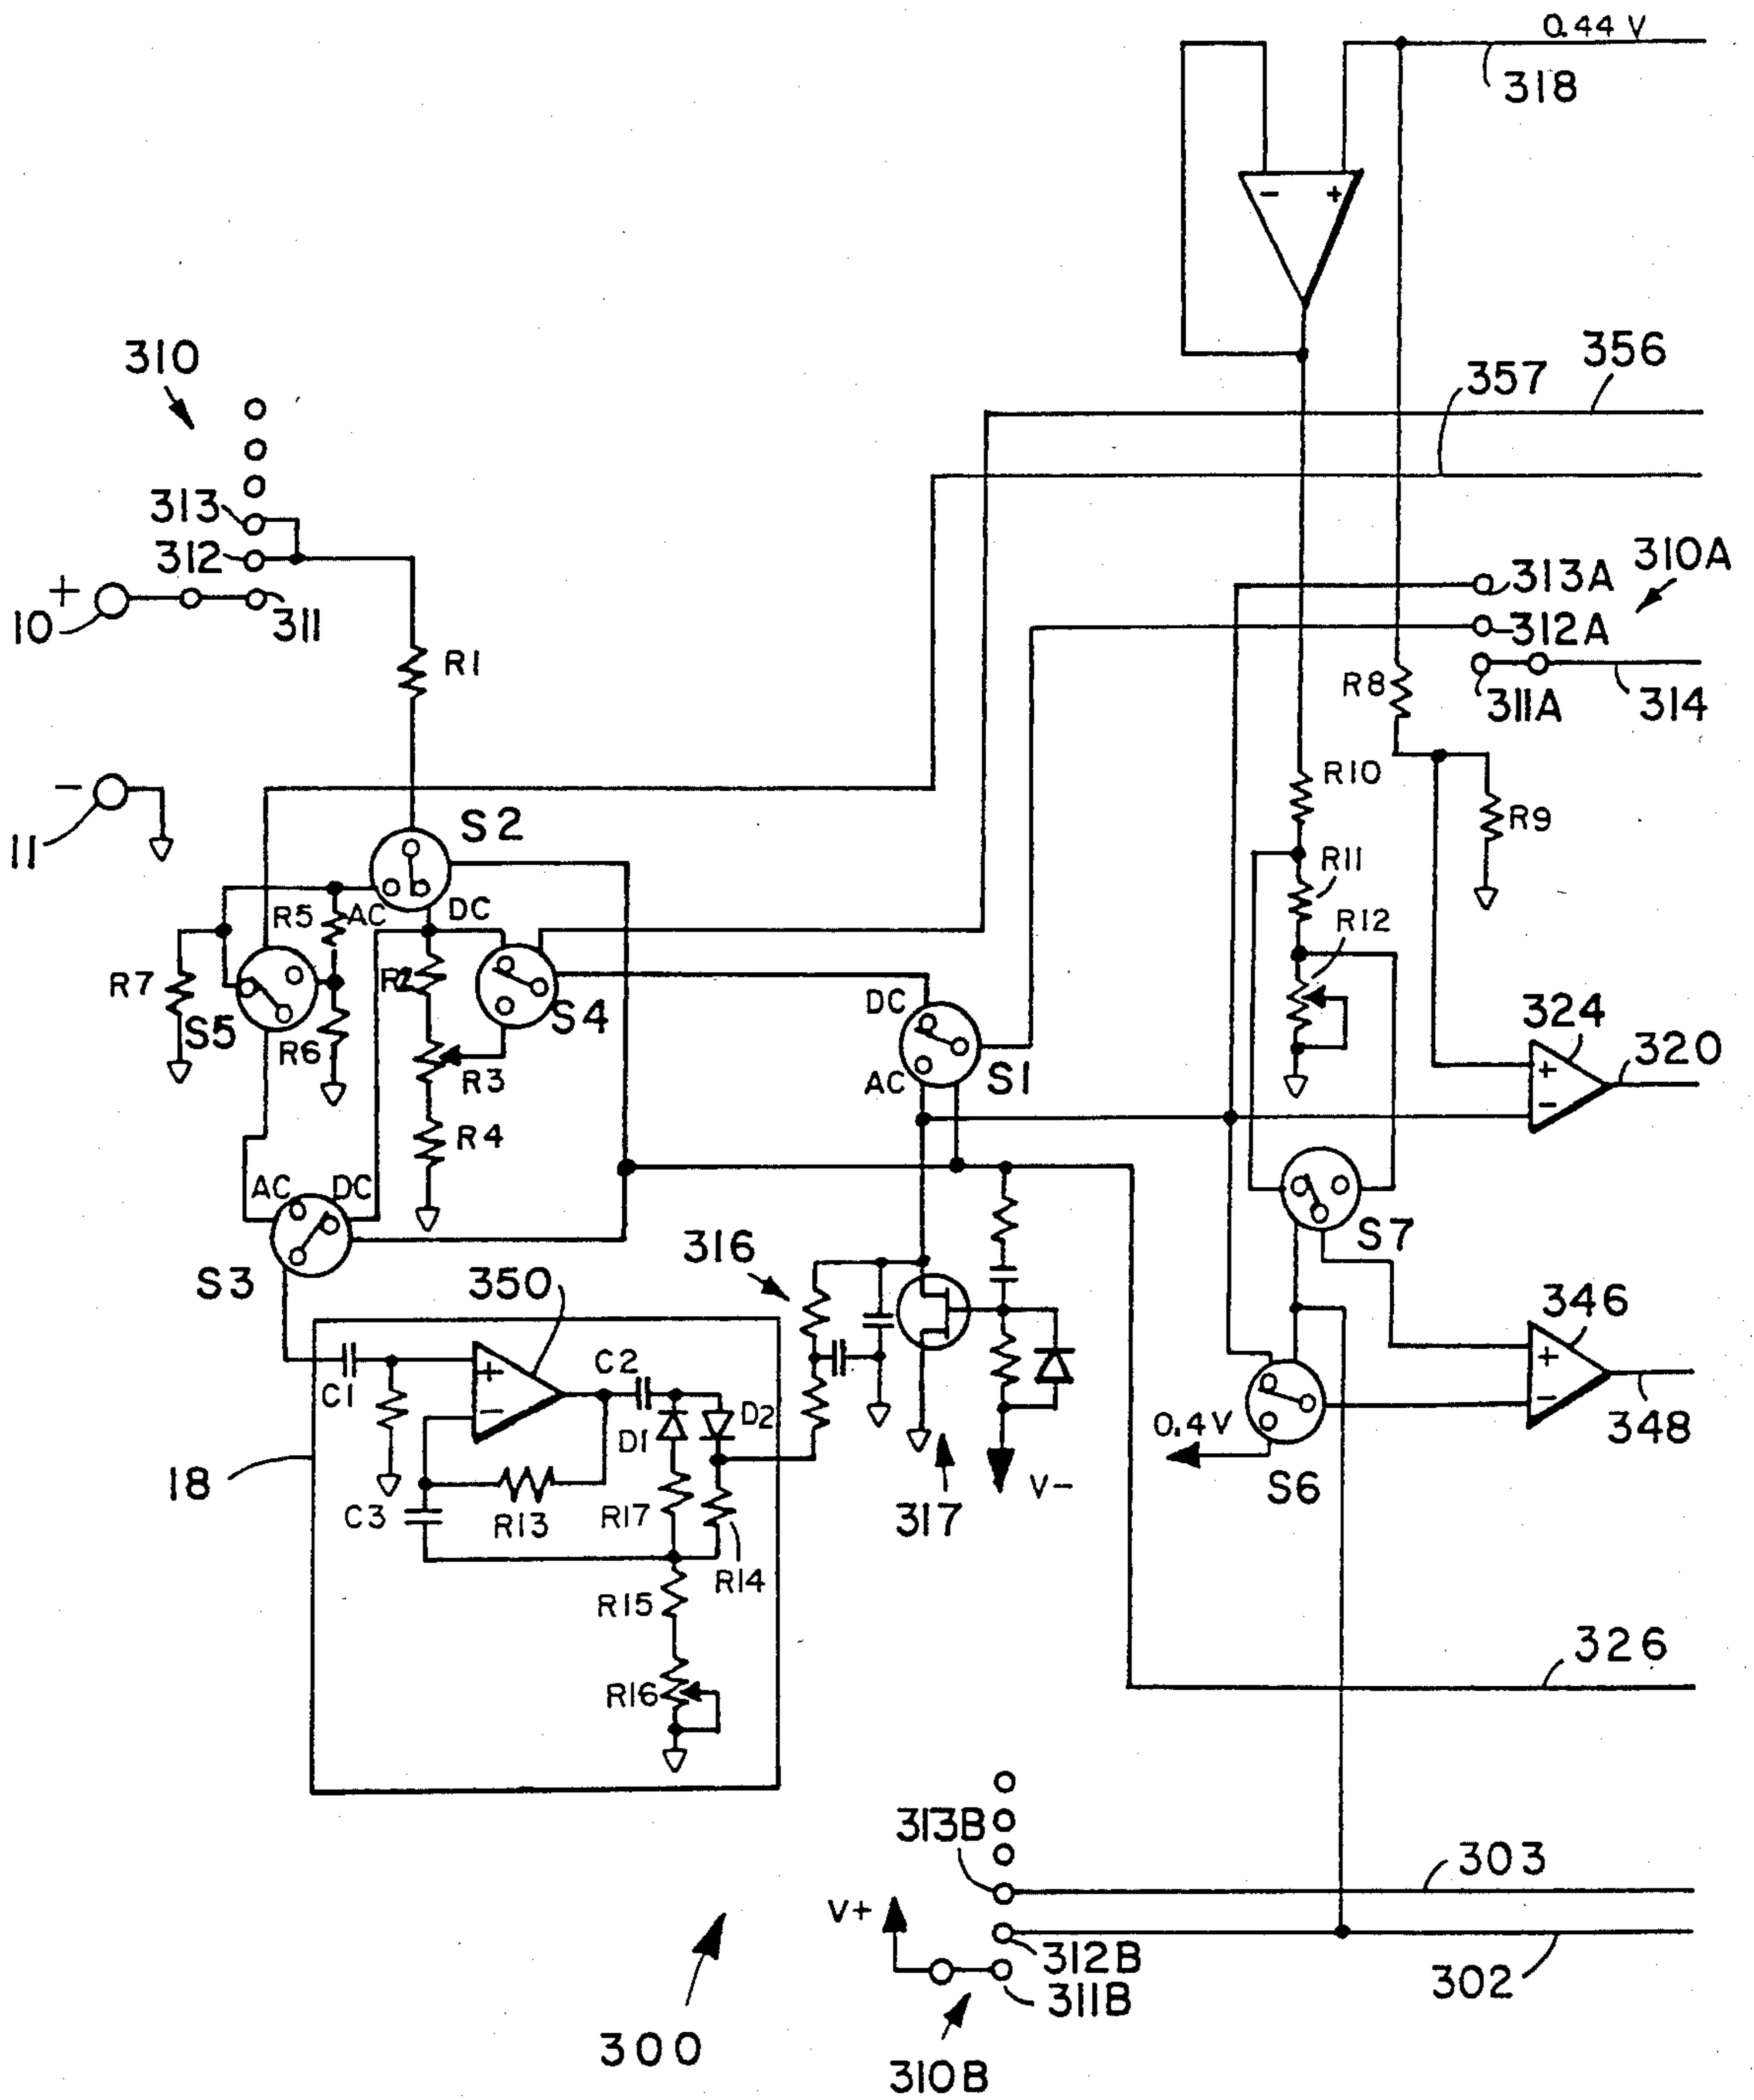 0.44 V
318
- +
310
356
357
313
312
+
10
311
310A
313A
312A
311A
314
R1
R8
-
11
S2
R10
R9
R11
R12
R5
AC
DC
R7
S5
R6
R2
S4
R3
R4
DC
AC
S1
324
320
+
-
AC
DC
S3
S7
316
350
346
+
-
348
C1
+
-
C2
D1
D2
0.4V
S6
18
C3
R13
R17
R14
317
V-
R15
R16
326
313B
303
V+
312B
311B
302
300
310B